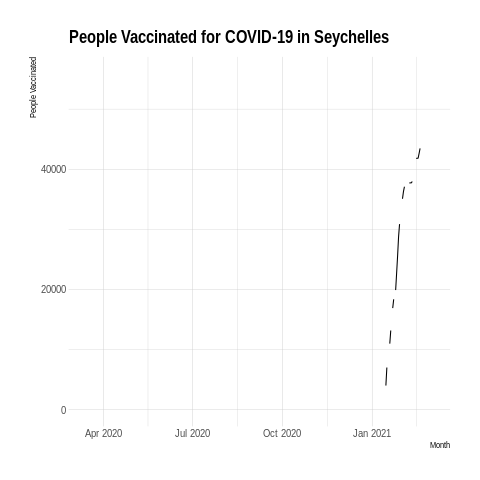 People Vaccinated for COVID-19 in Seychelles
People Vaccinated
40000
20000
0
Apr 2020
Jul 2020
Oct 2020
Jan 2021
Month